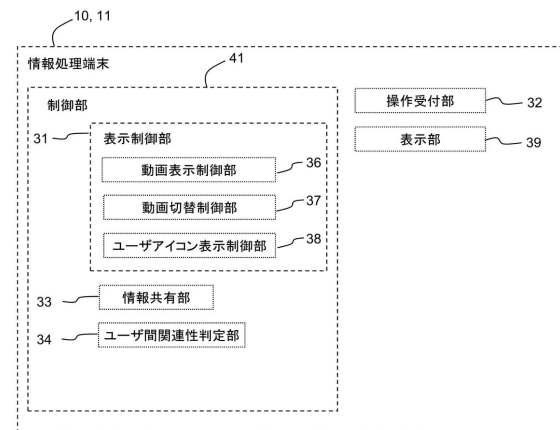 10, 11
情報処理端末
41
制御部
操作受付部
32
31
表示制御部
表示部
39
動画表示制御部
36
動画切替制御部
37
ユーザアイコン表示制御部
38
33
情報共有部
34
ユーザ間関連性判定部